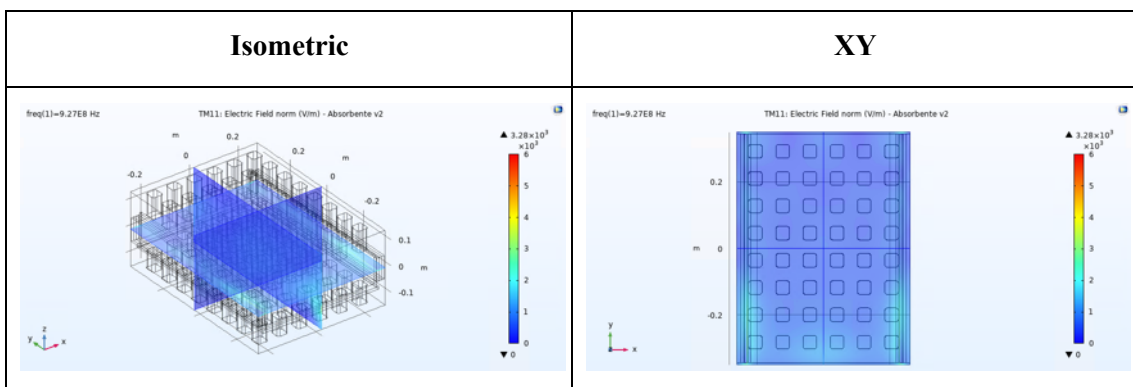 Isometric
XY
freq(1)=9.27E8 Hz
TM11: Electric Field norm (V/m) - Absorbente v2
m
0.2
0
-0.2
0.2
m
0
-0.2
0.1
0
m
-0.1
▲ 3.28×10³
×10³
6
5
4
3
2
1
0
▼ 0
y
z
x
freq(1)=9.27E8 Hz
TM11: Electric Field norm (V/m) - Absorbente v2
0.2
m
0
-0.2
▲ 3.28×10³
×10³
6
5
4
3
2
1
0
▼ 0
y
z
x